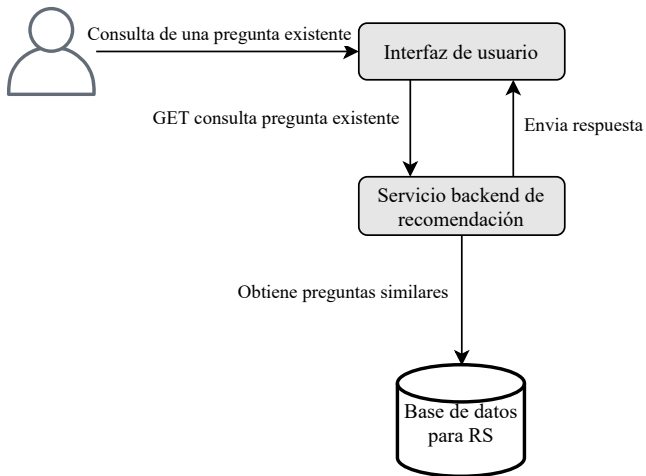 Consulta de una pregunta existente
Interfaz de usuario
GET consulta pregunta existente
Envia respuesta
Servicio backend de
recomendación
Obtiene preguntas similares
Base de datos
para RS